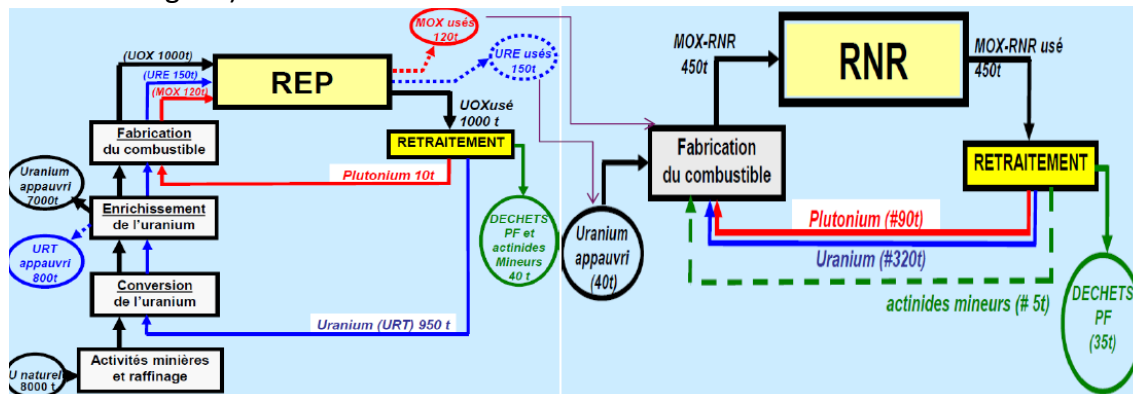 MOX usés
120t
(UOX 1000t)
(URE 150t)
(MOX 120t)
REP
URE usés
150t
UOXusé
1000 t
Fabrication
du combustible
RETRAITEMENT
Uranium
appauvri
7000t
Plutonium 10t
Enrichissement
de l'uranium
URT appauvri
800t
DECHETS
PF et
actinides
Mineurs
40 t
Conversion
de l'uranium
Uranium (URT) 950 t
Activités minières
et raffinage
U naturel
8000 t
MOX-RNR
450t
RNR
MOX-RNR usé
450t
Fabrication
du combustible
RETRAITEMENT
Plutonium (#90t)
Uranium (#320t)
Uranium
appauvri
(40t)
actinides mineurs (# 5t)
DECHETS
PF
(35t)